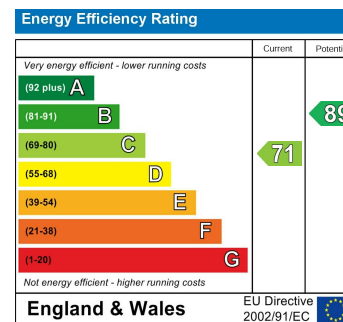 Energy Efficiency Rating
Current Potenti
Very energy efficient - lower running costs
(92 plus) A
(81-91) B
89
(69-80) C
71
(55-68) D
(39-54) E
(21-38) F
(1-20) G
Not energy efficient - higher running costs
England & Wales
EU Directive
2002/91/EC